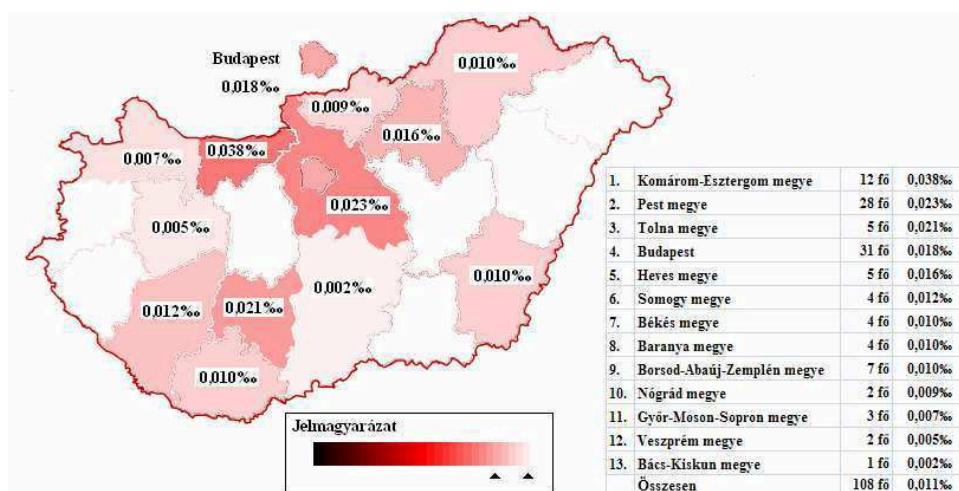 Budapest
0,018‰
0,010‰
0,009‰
0,016‰
0,007‰
0,038‰
0,023‰
0,005‰
0,010‰
0,002‰
0,012‰
0,021‰
0,010‰
Jelmagyarázat
1. Komárom-Esztergom megye 12 fő 0,038‰
2. Pest megye 28 fő 0,023‰
3. Tolna megye 5 fő 0,021‰
4. Budapest 31 fő 0,018‰
5. Heves megye 5 fő 0,016‰
6. Somogy megye 4 fő 0,012‰
7. Békés megye 4 fő 0,010‰
8. Baranya megye 4 fő 0,010‰
9. Borsod-Abaúj-Zemplén megye 7 fő 0,010‰
10. Nógrád megye 2 fő 0,009‰
11. Győr-Moson-Sopron megye 3 fő 0,007‰
12. Veszprém megye 2 fő 0,005‰
13. Bács-Kiskun megye 1 fő 0,002‰
Összesen 108 fő 0,011‰